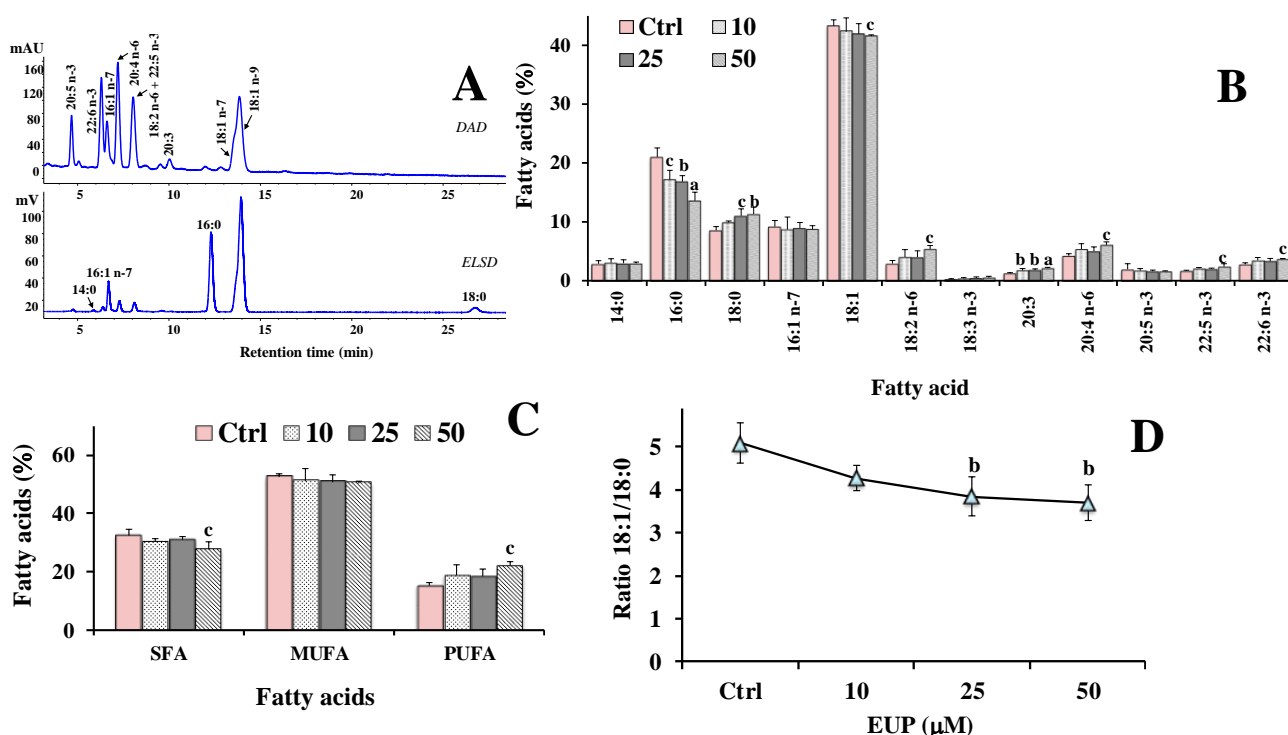 A
mAU
160
120
80
40
0
20:5 n-3
22:6 n-3
16:1 n-7
20:4 n-6
18:2 n-6 + 22:5 n-3
20:3
18:1 n-7
18:1 n-9
DAD
5 10 15 20 25
mV
100
80
60
40
20
14:0
16:1 n-7
16:0
18:0
ELSD
5 10 15 20 25
Retention time (min)
B
Ctrl 10
25 50
Fatty acids (%)
40
30
20
10
0
c b a
c b
c
c
b b a
c
c
c
14:0
16:0
18:0
16:1 n-7
18:1
18:2 n-6
18:3 n-3
20:3
20:4 n-6
20:5 n-3
22:5 n-3
22:6 n-3
Fatty acid
C
Ctrl 10 25 50
Fatty acids (%)
60
40
20
0
c
c
SFA MUFA PUFA
Fatty acids
D
Ratio 18:1/18:0
5
4
3
2
1
0
b b
Ctrl 10 25 50
EUP (µM)